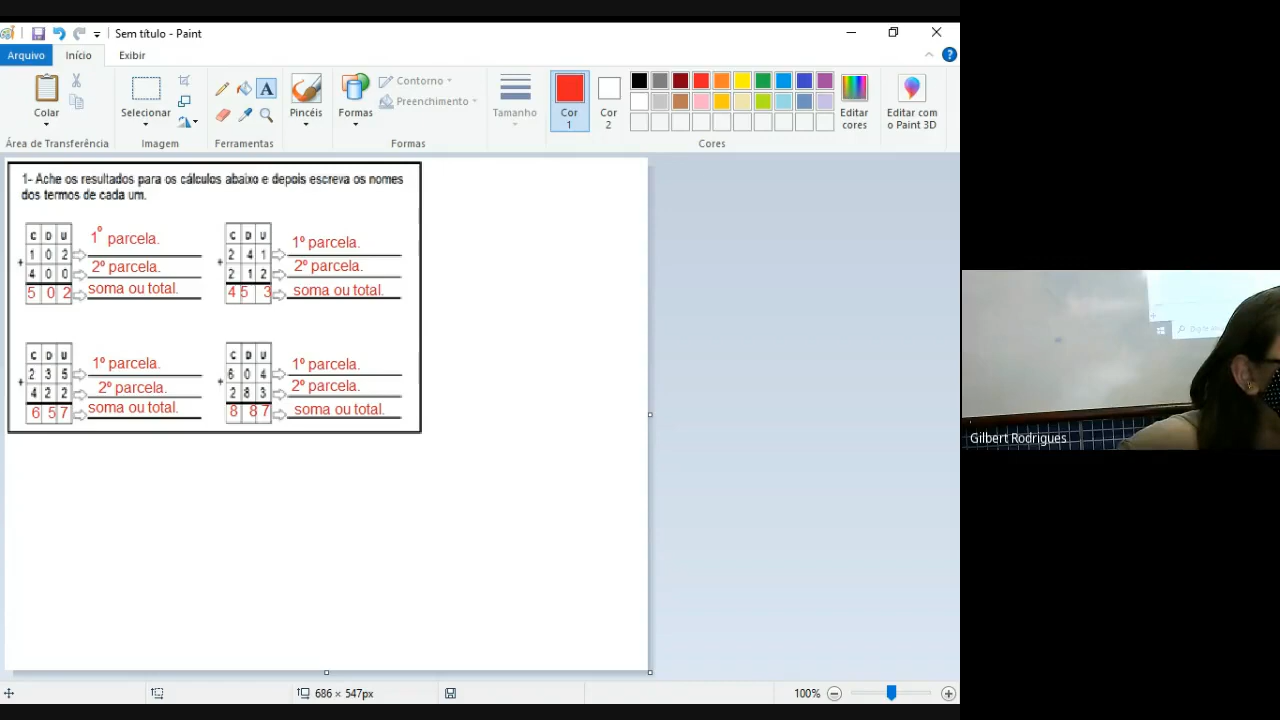 Sem título - Paint
Arquivo Início Exibir
Colar
Selecionar
A
Pincéis
Formas
Contorno
Preenchimento
Tamanho
Cor 1
Cor 2
Editar cores
Editar com o Paint 3D
Área de Transferência Imagem Ferramentas Formas Cores
1- Ache os resultados para os cálculos abaixo e depois escreva os nomes
dos termos de cada um.
C D U
1 0 2 1º parcela.
+
4 0 0 2º parcela.
5 0 2 soma ou total.
C D U
2 4 1 1º parcela.
+
2 1 2 2º parcela.
4 5 3 soma ou total.
C D U
2 3 5 1º parcela.
+
4 2 2 2º parcela.
6 5 7 soma ou total.
C D U
6 0 4 1º parcela.
+
2 8 3 2º parcela.
8 8 7 soma ou total.
Gilbert Rodrigues
686 × 547px
100%